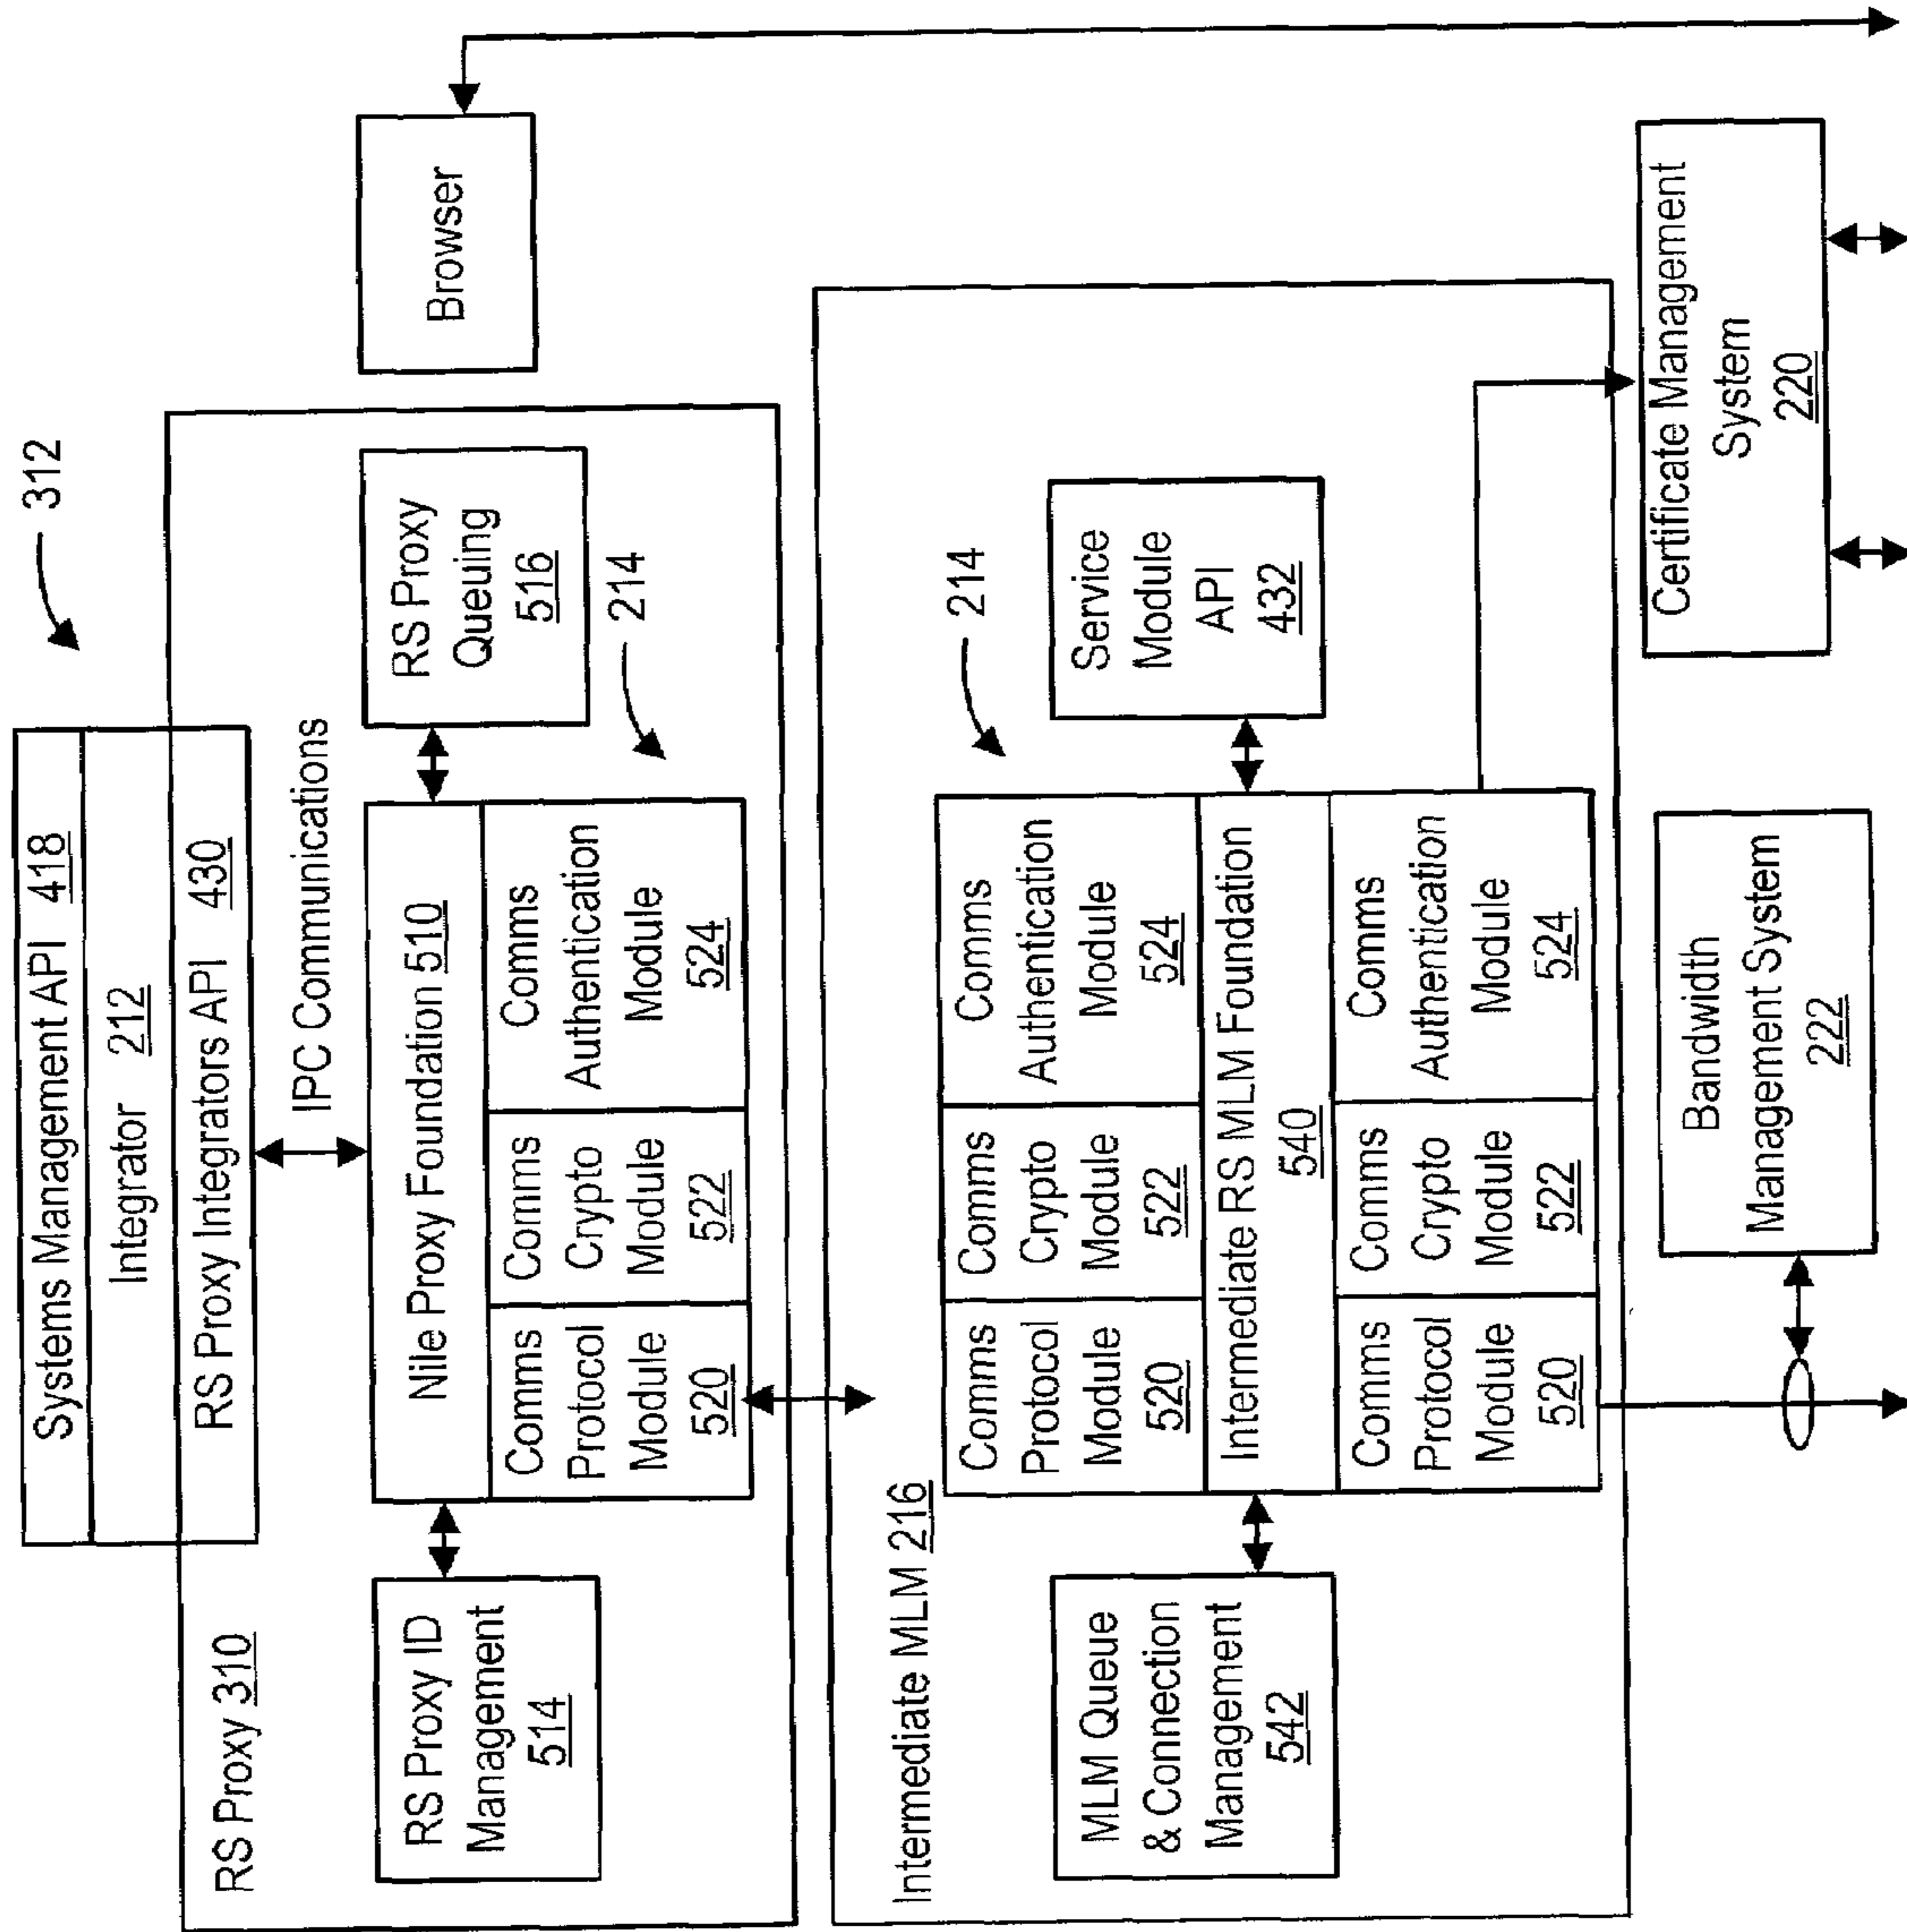 312
Systems Management API 418
Integrator 212
RS Proxy Integrators API 430
RS Proxy 310
IPC Communications
RS Proxy ID
Management
514
Nile Proxy Foundation 510
Comms
Protocol
Module
520
Comms
Crypto
Module
522
Comms
Authentication
Module
524
RS Proxy
Queuing
516
214
Browser
Intermediate MLM 216
MLM Queue
& Connection
Management
542
Comms
Protocol
Module
520
Comms
Crypto
Module
522
Comms
Authentication
Module
524
Intermediate RS MLM Foundation
540
Comms
Protocol
Module
520
Comms
Crypto
Module
522
Comms
Authentication
Module
524
214
Service
Module
API
432
Bandwidth
Management System
222
Certificate Management
System
220